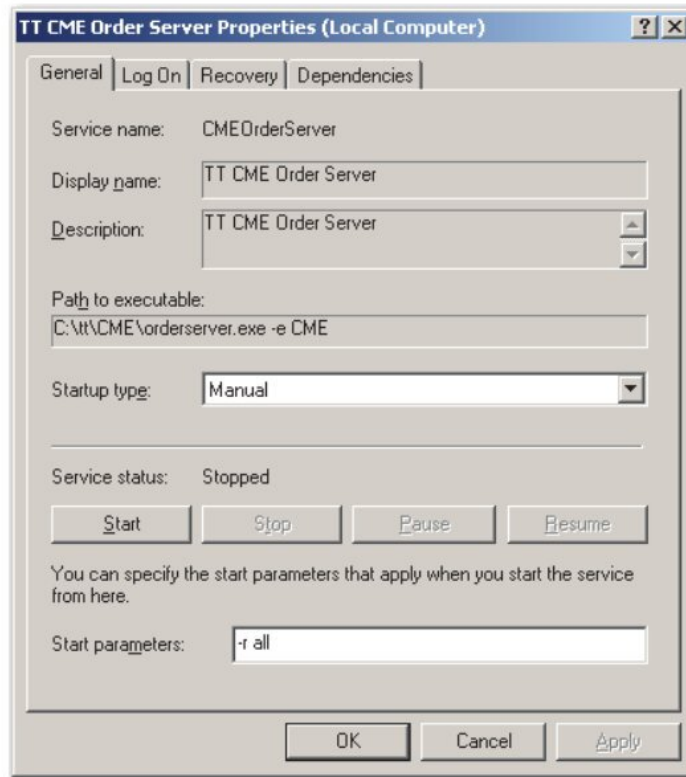 TT CME Order Server Properties (Local Computer)
General Log On Recovery Dependencies
Service name: CMEOrderServer
Display name: TT CME Order Server
Description: TT CME Order Server
Path to executable:
C:\tt\CME\orderserver.exe -e CME
Startup type: Manual
Service status: Stopped
Start Stop Pause Resume
You can specify the start parameters that apply when you start the service
from here.
Start parameters: -r all
OK Cancel Apply